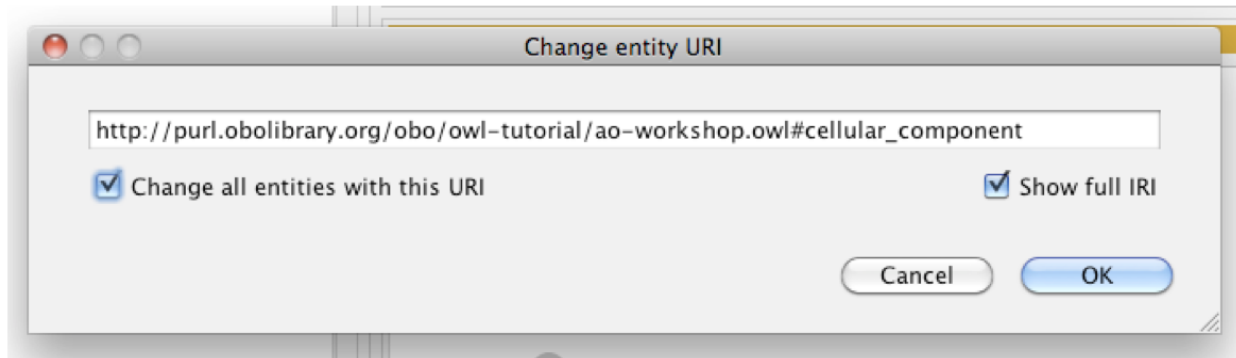 Change entity URI
http://purl.obolibrary.org/obo/owl-tutorial/ao-workshop.owl#cellular_component
Change all entities with this URI
Show full IRI
Cancel
OK